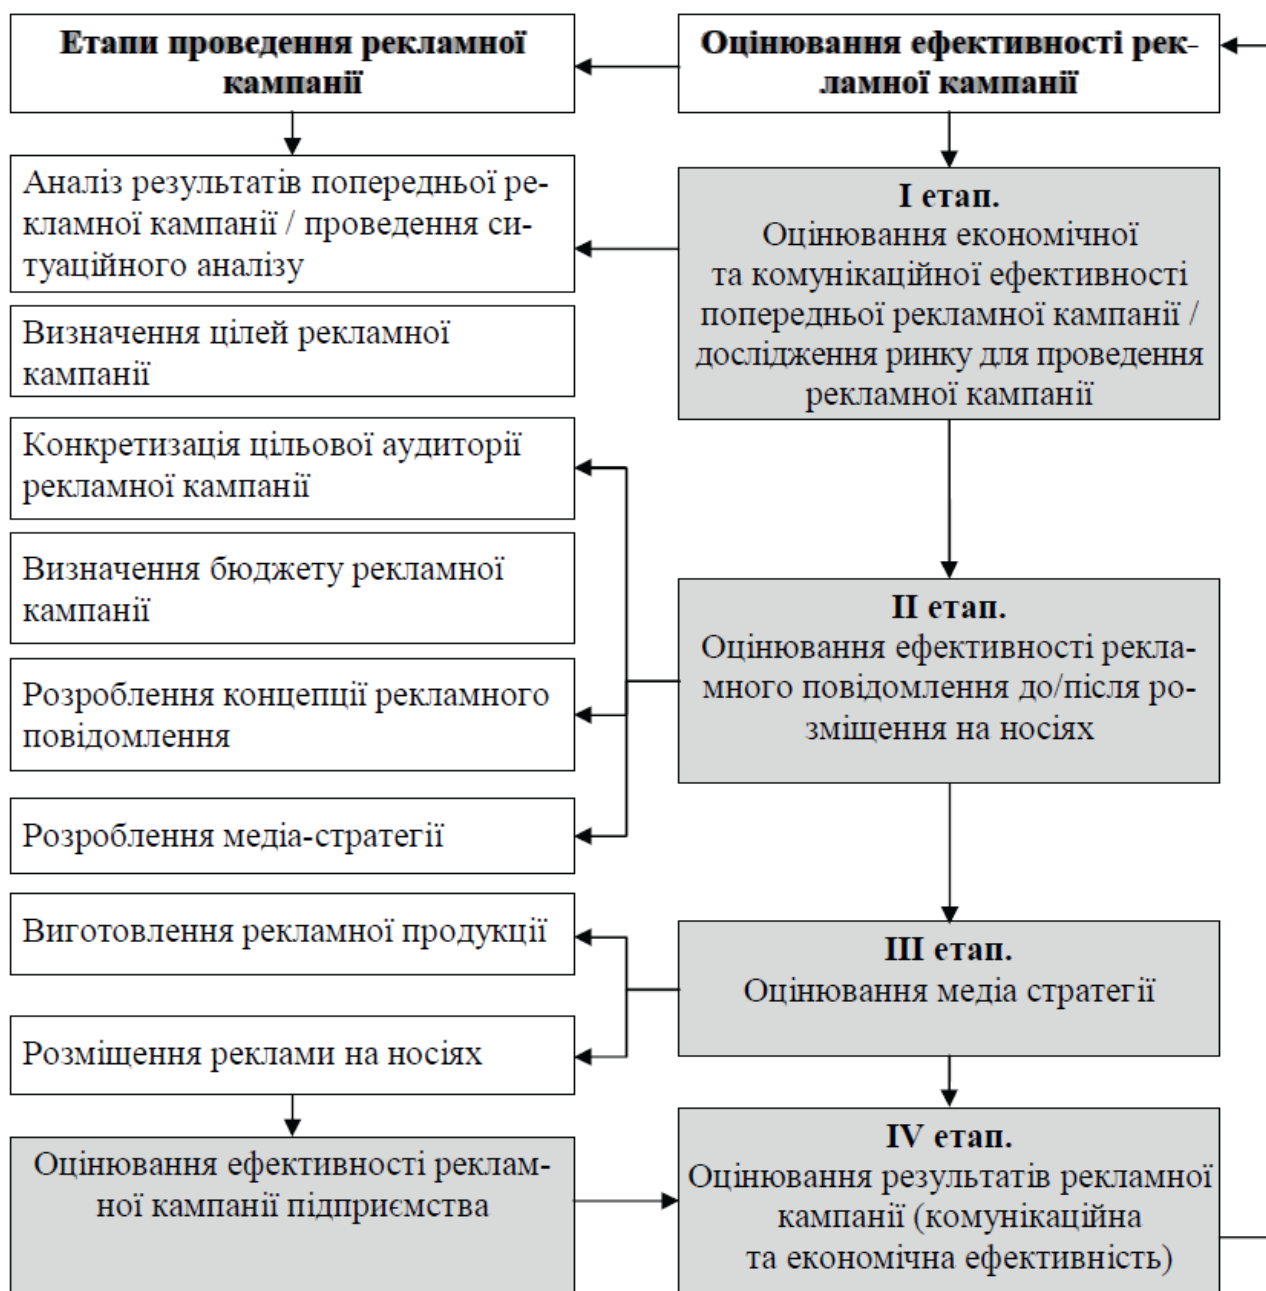 Етапи проведення рекламної
кампанії
Оцінювання ефективності рек-
ламної кампанії
Аналіз результатів попередньої ре-
кламної кампанії / проведення си-
туаційного аналізу
Визначення цілей рекламної
кампанії
Конкретизація цільової аудиторії
рекламної кампанії
Визначення бюджету рекламної
кампанії
Розроблення концепції рекламного
повідомлення
Розроблення медіа-стратегії
Виготовлення рекламної продукції
Розміщення реклами на носіях
Оцінювання ефективності реклам-
ної кампанії підприємства
I етап.
Оцінювання економічної
та комунікаційної ефективності
попередньої рекламної кампанії /
дослідження ринку для проведення
рекламної кампанії
II етап.
Оцінювання ефективності рекла-
много повідомлення до/після ро-
зміщення на носіях
III етап.
Оцінювання медіа стратегії
IV етап.
Оцінювання результатів рекламної
кампанії (комунікаційна
та економічна ефективність)